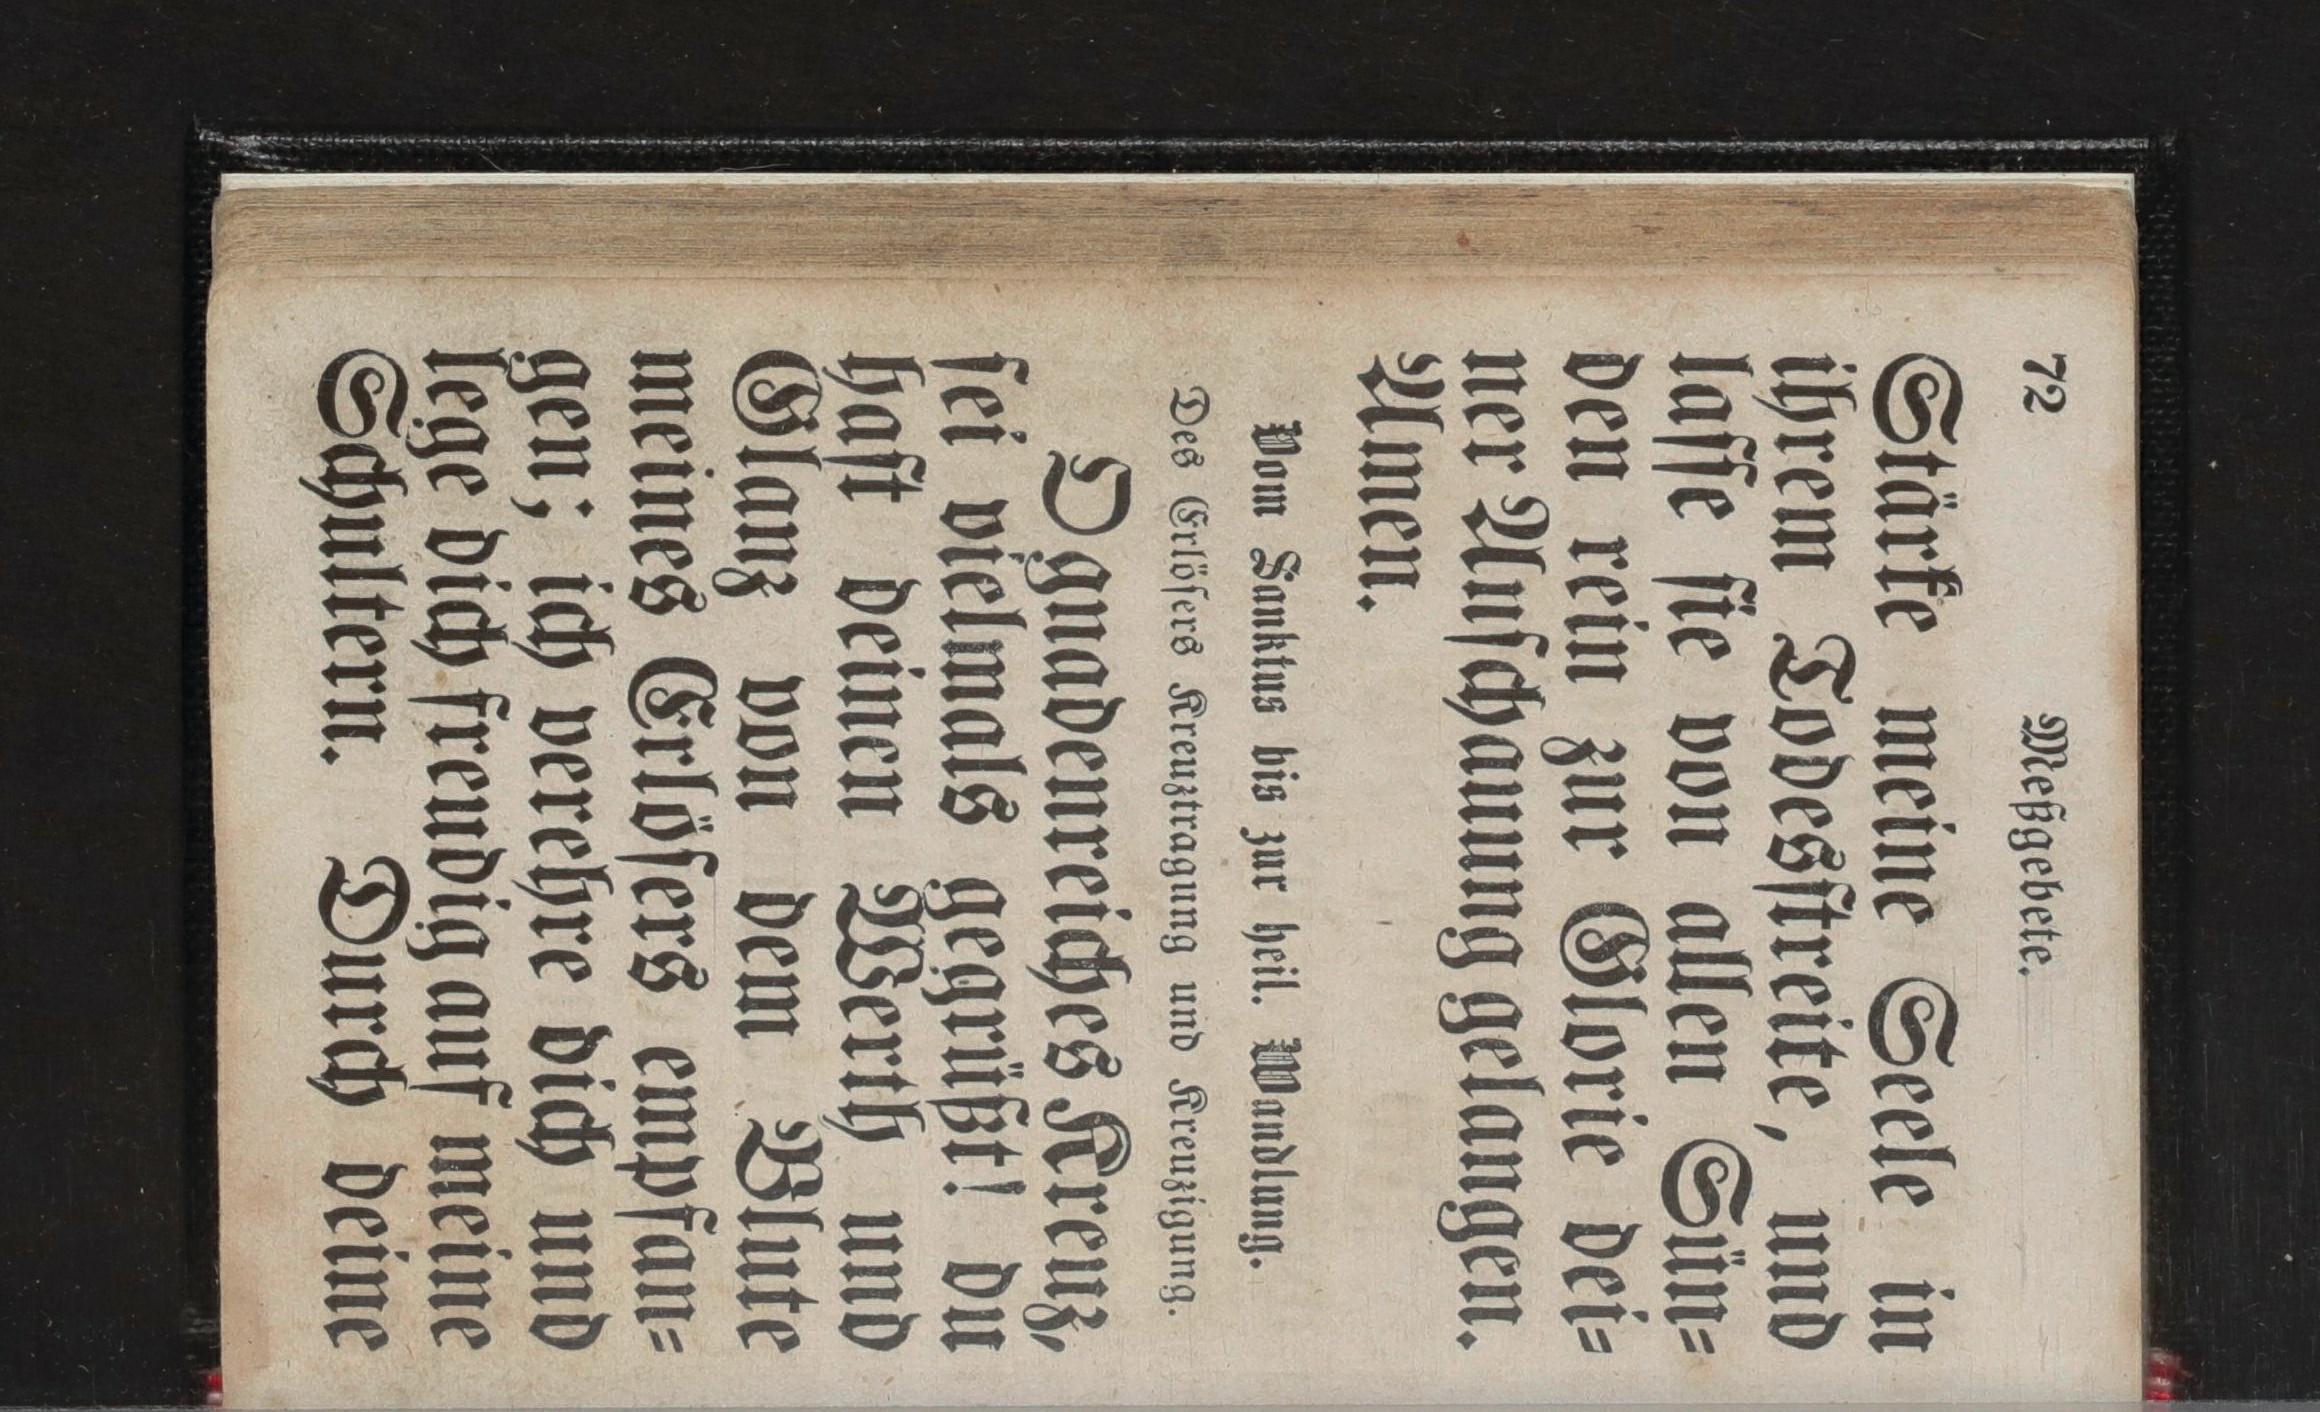 72 Meßgebete.
Stärke meine Seele in
ihrem Todesstreite, und
lasse sie von allen Sün=
den rein zur Glorie dei=
ner Anschauung gelangen.
Amen.
Vom Sanktus bis zur heil. Wandlung.
Des Erlösers Kreuztragung und Kreuzigung.
O gnadenreiches Kreuz,
sei vielmals gegrüßt! du
hast deinen Werth und
Glanz von dem Blute
meines Erlösers empfan=
gen; ich verehre dich und
lege dich freudig auf meine
Schultern. Durch deine